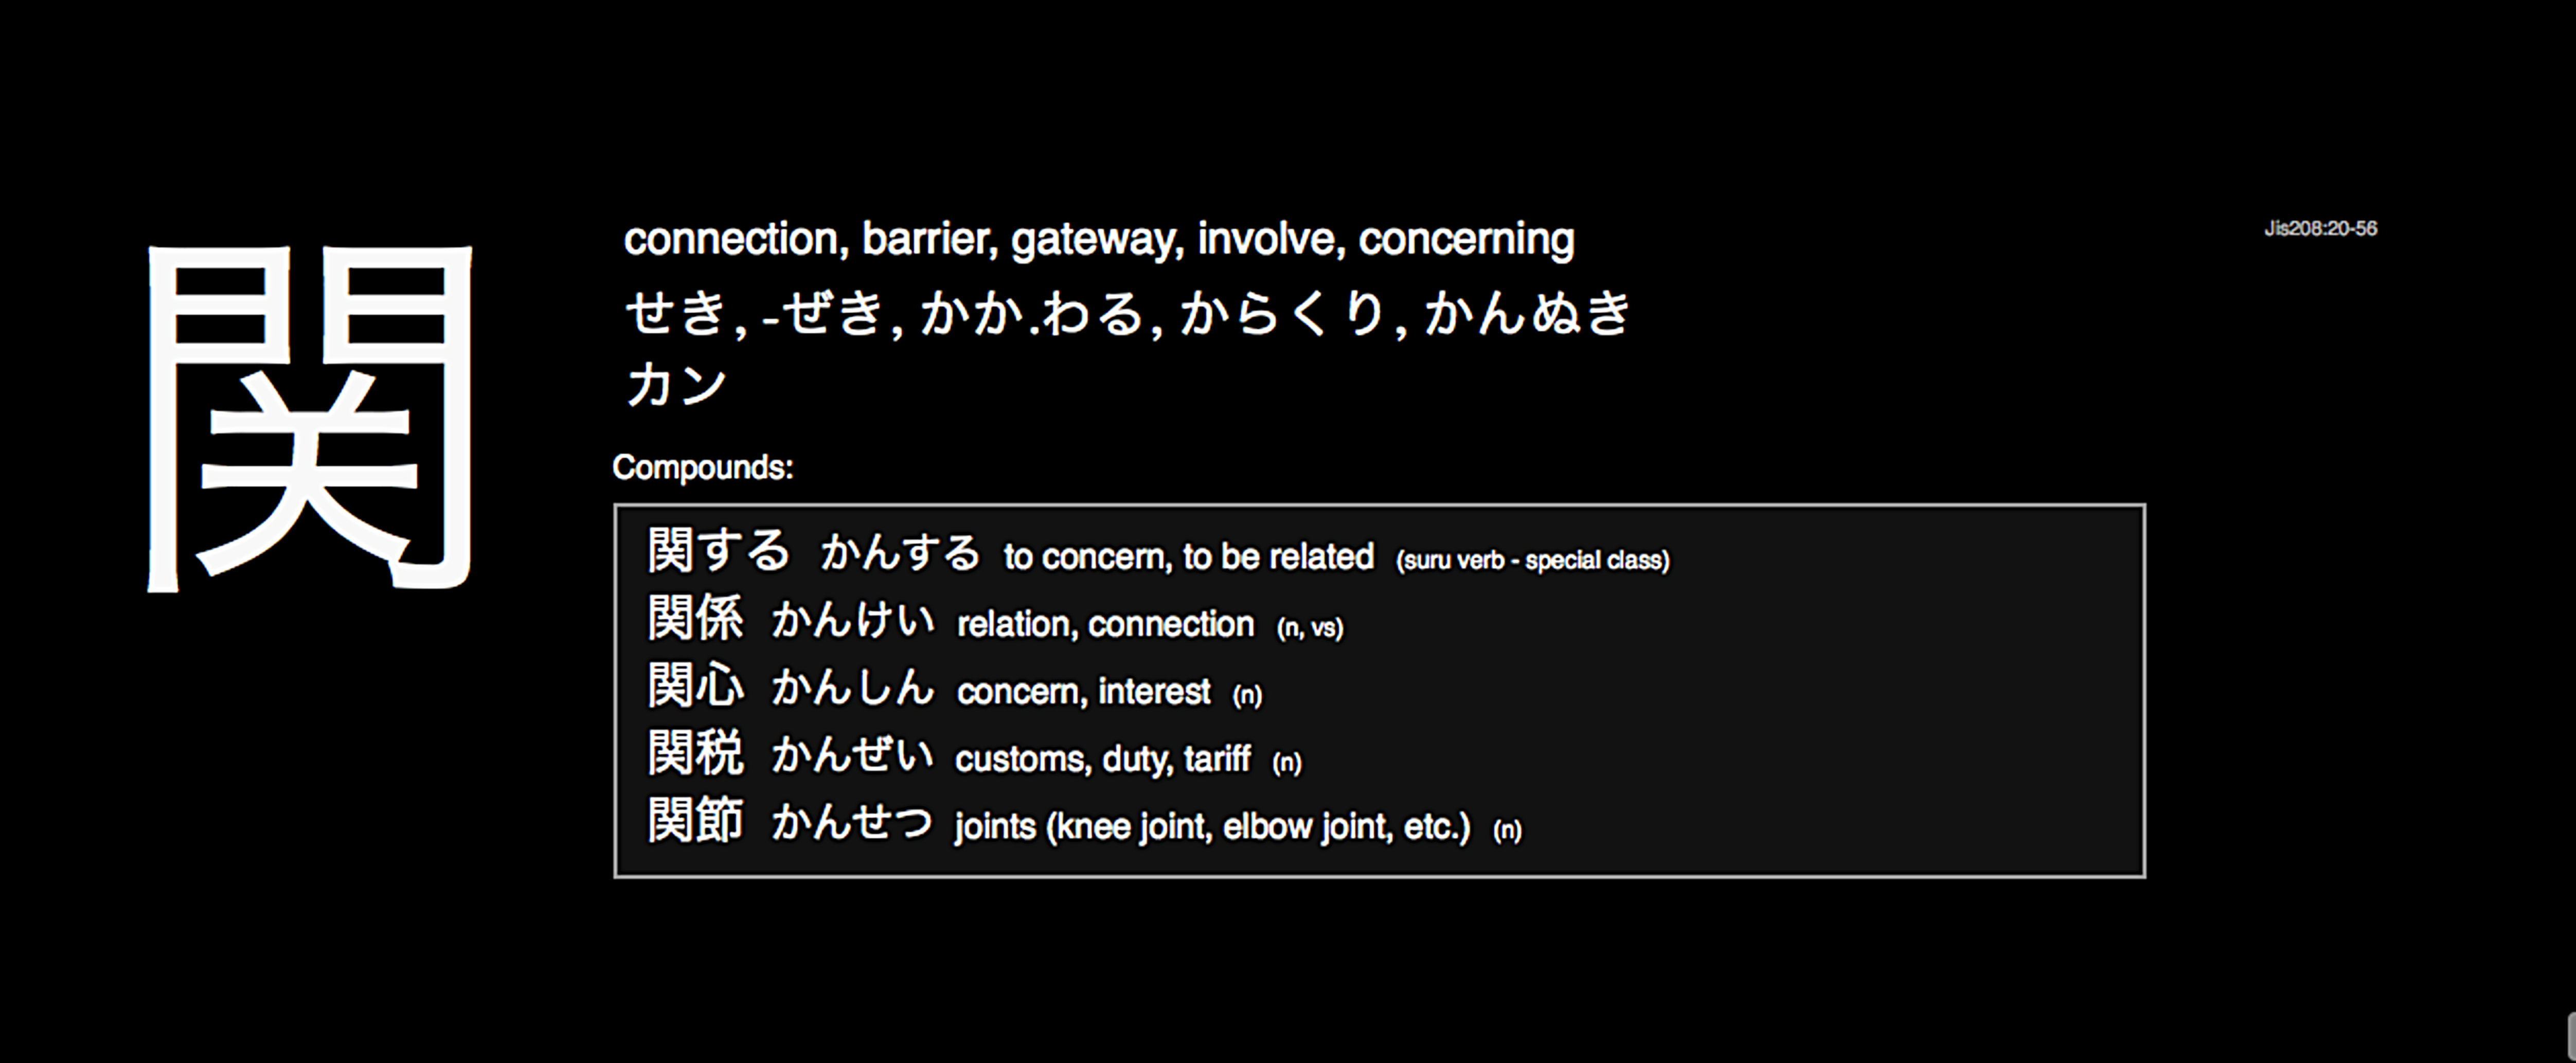 関
connection, barrier, gateway, involve, concerning
Jis208:20-56
せき, -ぜき, かか.わる, からくり, かんぬき
カン
Compounds:
関する かんする to concern, to be related (suru verb - special class)
関係 かんけい relation, connection (n, vs)
関心 かんしん concern, interest (n)
関税 かんぜい customs, duty, tariff (n)
関節 かんせつ joints (knee joint, elbow joint, etc.) (n)